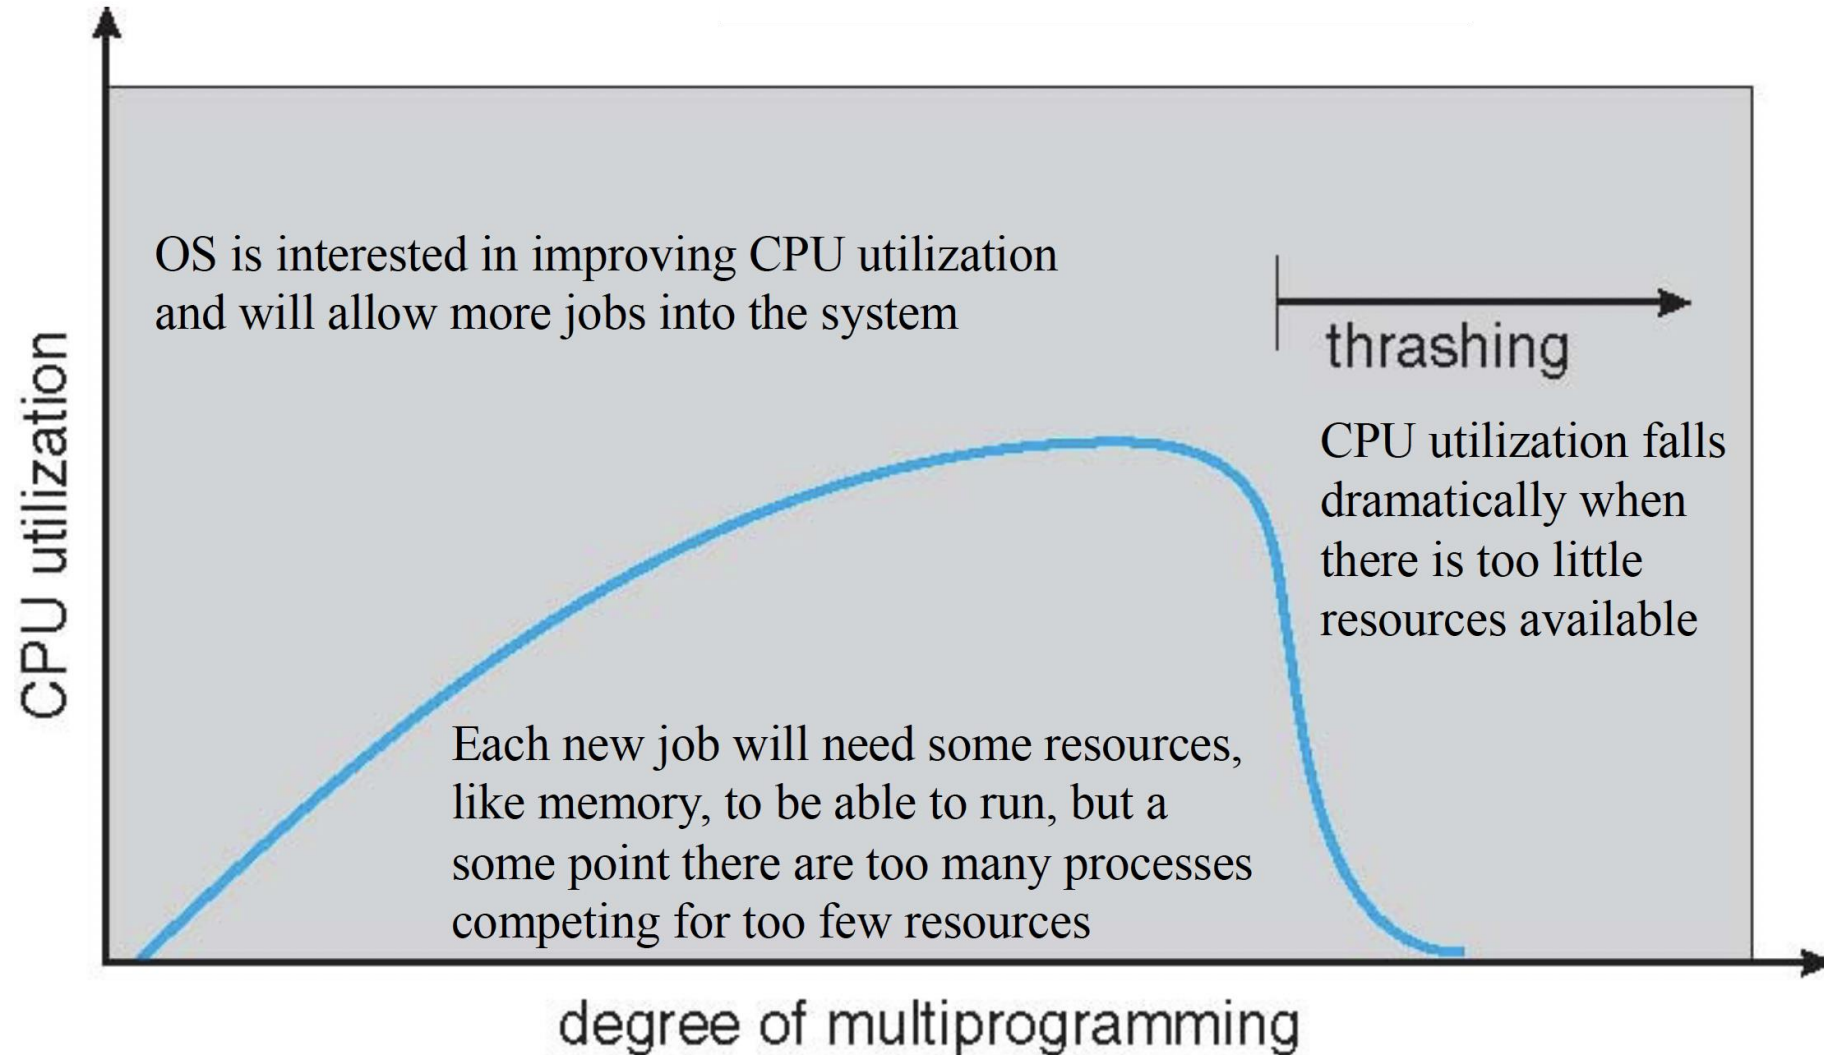 OS is interested in improving CPU utilization
and will allow more jobs into the system
thrashing
CPU utilization falls
dramatically when
there is too little
resources available
Each new job will need some resources,
like memory, to be able to run, but a
some point there are too many processes
competing for too few resources
CPU utilization
degree of multiprogramming